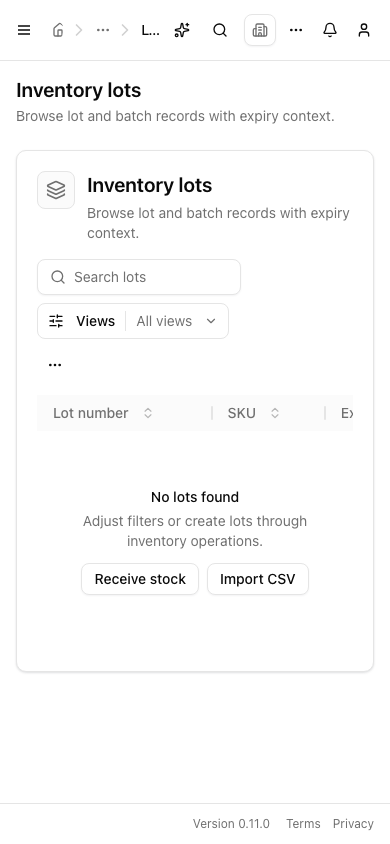 L...
Inventory lots
Browse lot and batch records with expiry context.
Inventory lots
Browse lot and batch records with expiry
context.
Search lots
Views All views
Lot number SKU Ex
No lots found
Adjust filters or create lots through
inventory operations.
Receive stock Import CSV
Version 0.11.0 Terms Privacy